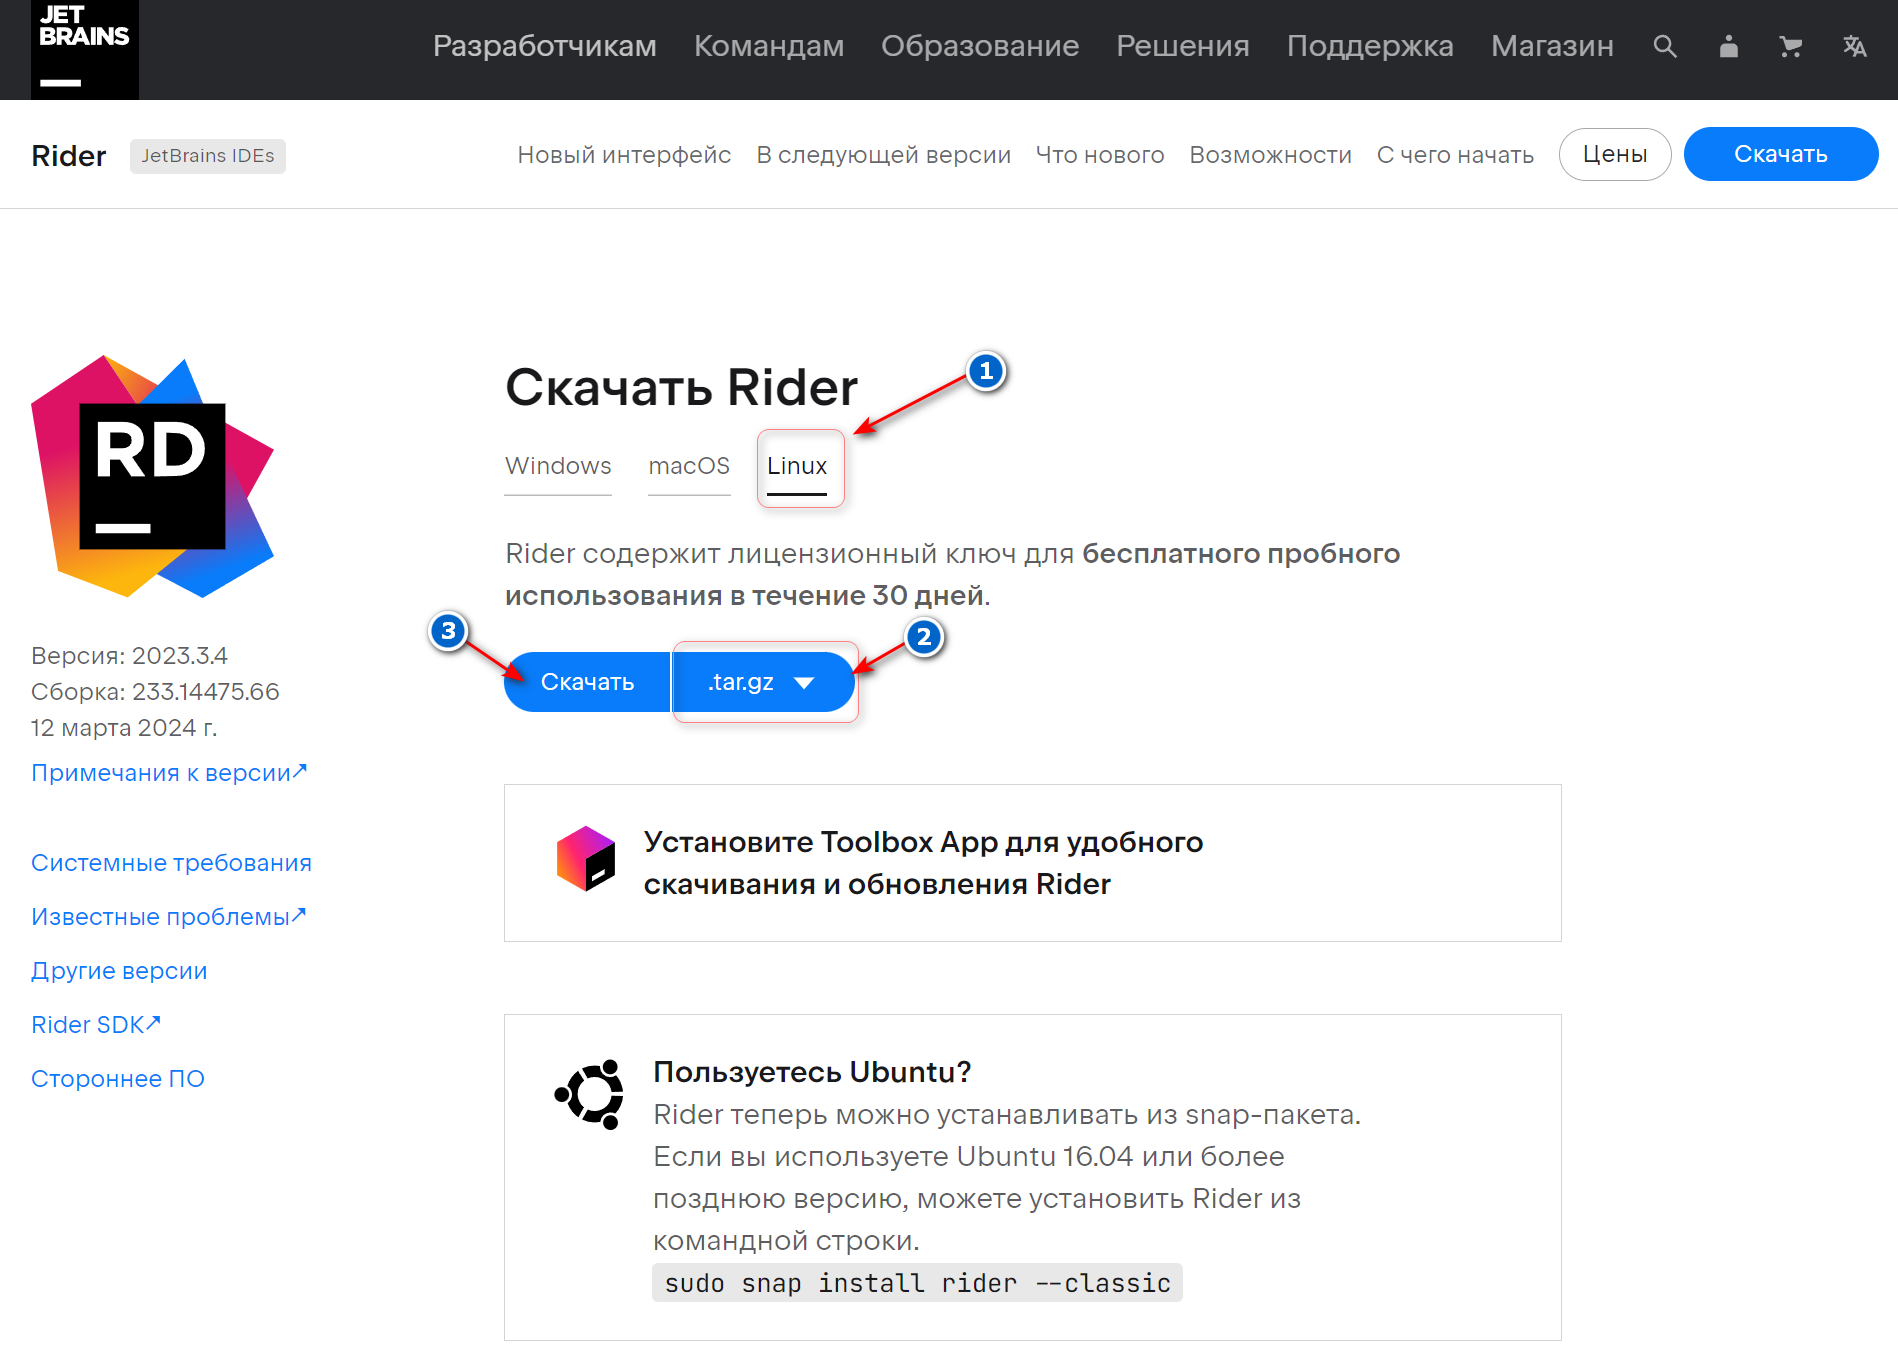 JET
BRAINS
Разработчикам Командам Образование Решения Поддержка Магазин
Rider JetBrains IDEs Новый интерфейс В следующей версии Что нового Возможности С чего начать Цены Скачать
RD
Версия: 2023.3.4
Сборка: 233.14475.66
12 марта 2024 г.
Примечания к версии↗
Системные требования
Известные проблемы↗
Другие версии
Rider SDK↗
Стороннее ПО
Скачать Rider
1
Windows macOS Linux
Rider содержит лицензионный ключ для бесплатного пробного
использования в течение 30 дней.
3 2
Скачать .tar.gz
Установите Toolbox App для удобного
скачивания и обновления Rider
Пользуетесь Ubuntu?
Rider теперь можно устанавливать из snap-пакета.
Если вы используете Ubuntu 16.04 или более
позднюю версию, можете установить Rider из
командной строки.
sudo snap install rider --classic